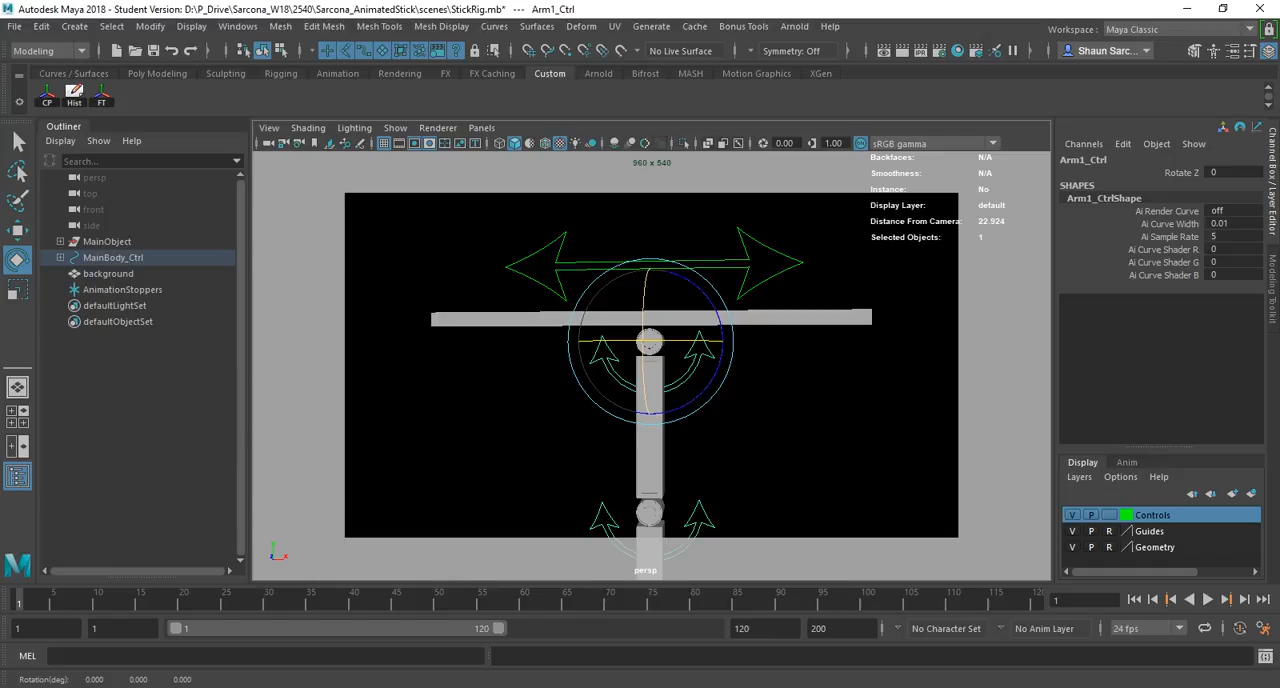 Autodesk Maya 2018 - Student Version: D:\P_Drive\Sarcona_W18\2540\Sarcona_AnimatedStick\scenes\StickRig.mb* --- Arm1_Ctrl
File Edit Create Select Modify Display Windows Mesh Edit Mesh Mesh Tools Mesh Display Curves Surfaces Deform UV Generate Cache Bonus Tools Arnold Help
Workspace : Maya Classic
Modeling No Live Surface Symmetry: Off Shaun Sarc...
Curves / Surfaces Poly Modeling Sculpting Rigging Animation Rendering FX FX Caching Custom Arnold Bifrost MASH Motion Graphics XGen
CP Hist FT
Outliner
Display Show Help
Search...
persp
top
front
side
MainObject
MainBody_Ctrl
background
AnimationStoppers
defaultLightSet
defaultObjectSet
View Shading Lighting Show Renderer Panels
0.00 1.00 sRGB gamma
960 x 540
Backfaces: N/A
Smoothness: N/A
Instance: No
Display Layer: default
Distance From Camera: 22.924
Selected Objects: 1
persp
Channels Edit Object Show
Arm1_Ctrl
Rotate Z 0
SHAPES
Arm1_CtrlShape
Ai Render Curve off
Ai Curve Width 0.01
Ai Sample Rate 5
Ai Curve Shader R 0
Ai Curve Shader G 0
Ai Curve Shader B 0
Channel Box / Layer Editor
Modeling Toolkit
Attribute Editor
Display Anim
Layers Options Help
V P Controls
V P R Guides
V P R Geometry
1 5 10 15 20 25 30 35 40 45 50 55 60 65 70 75 80 85 90 95 100 105 110 115 120 1
1 1 1 120 120 200 No Character Set No Anim Layer 24 fps
MEL
Rotation(deg): 0.000 0.000 0.000